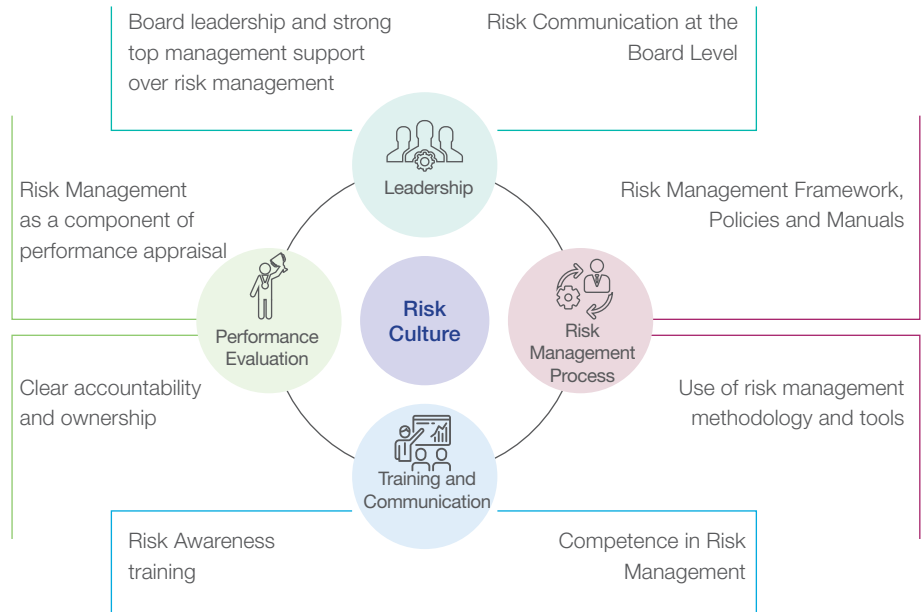 Board leadership and strong
top management support
over risk management
Risk Communication at the
Board Level
Leadership
Risk Management
as a component of
performance appraisal
Risk Management Framework,
Policies and Manuals
Performance
Evaluation
Risk
Culture
Risk
Management
Process
Clear accountability
and ownership
Use of risk management
methodology and tools
Training and
Communication
Risk Awareness
training
Competence in Risk
Management